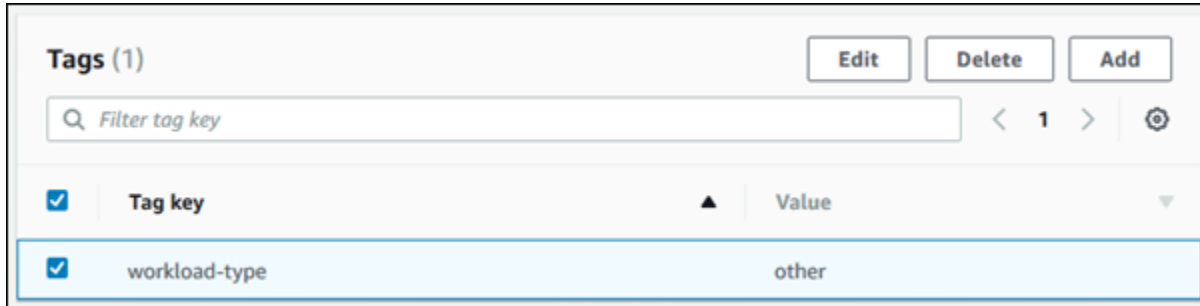 Tags (1)
Edit Delete Add
Filter tag key
1
Tag key Value
workload-type other